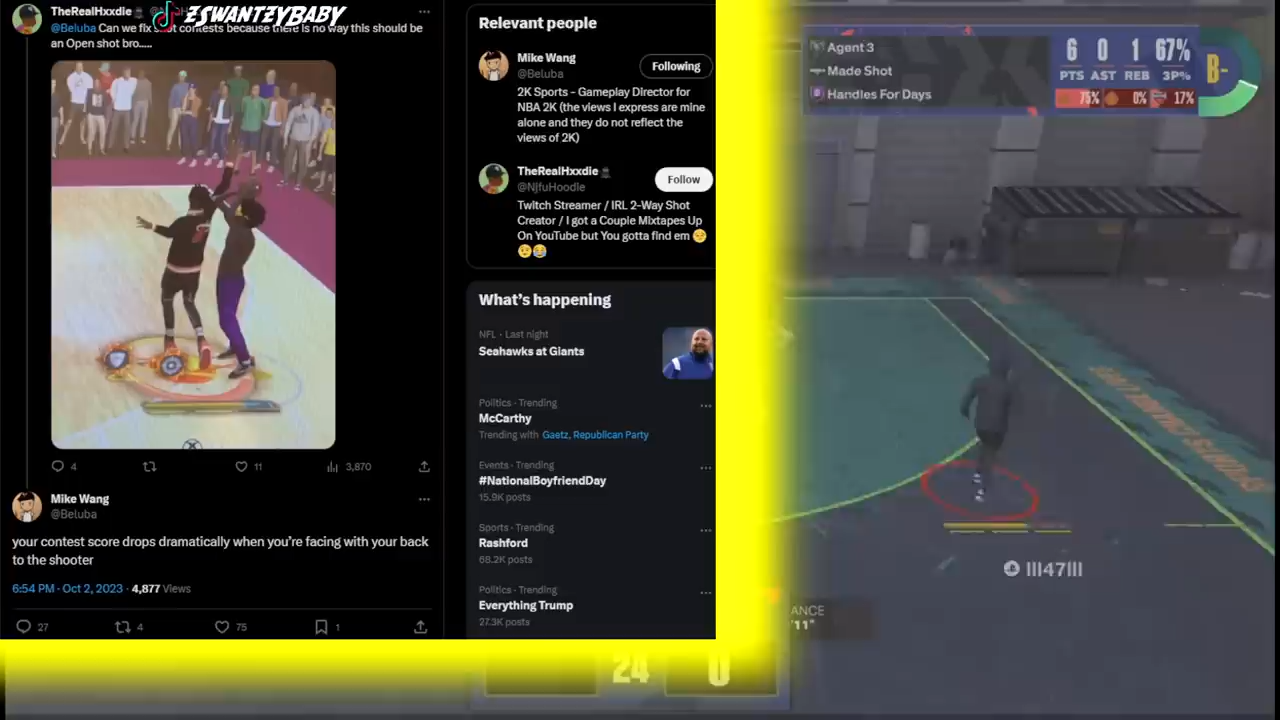 TheRealHxxdie
ZSWANTZYBABY
@Beluba Can we fix shot contests because there is no way this should be
an Open shot bro.....
4
11
3,870
Mike Wang
@Beluba
your contest score drops dramatically when you're facing with your back
to the shooter
6:54 PM · Oct 2, 2023 · 4,877 Views
27
4
75
1
Relevant people
Mike Wang
@Beluba
Following
2K Sports - Gameplay Director for
NBA 2K (the views I express are mine
alone and they do not reflect the
views of 2K)
TheRealHxxdie
@NjfuHoodie
Follow
Twitch Streamer / IRL 2-Way Shot
Creator / I got a Couple Mixtapes Up
On YouTube but You gotta find em
What's happening
NFL · Last night
Seahawks at Giants
Politics · Trending
McCarthy
Trending with Gaetz, Republican Party
Events · Trending
#NationalBoyfriendDay
15.9K posts
Sports · Trending
Rashford
68.2K posts
Politics · Trending
Everything Trump
27.3K posts
Agent 3
Made Shot
Handles For Days
6 0 1 67%
PTS AST REB 3P%
75% 0% 17%
B-
III47III
ANCE
'11"
24 0